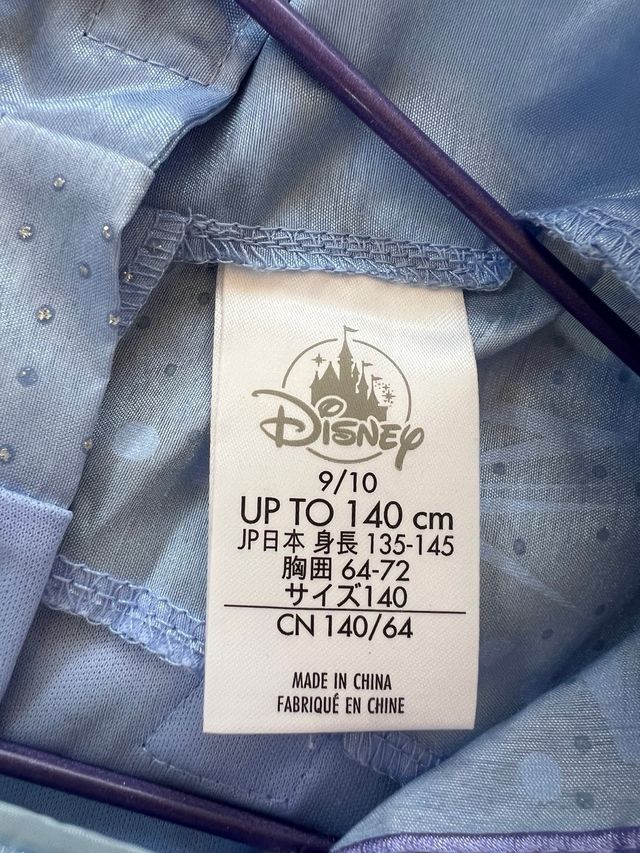 Disney
9/10
UP TO 140 cm
JP日本 身長 135-145
胸囲 64-72
サイズ140
CN 140/64
MADE IN CHINA
FABRIQUÉ EN CHINE